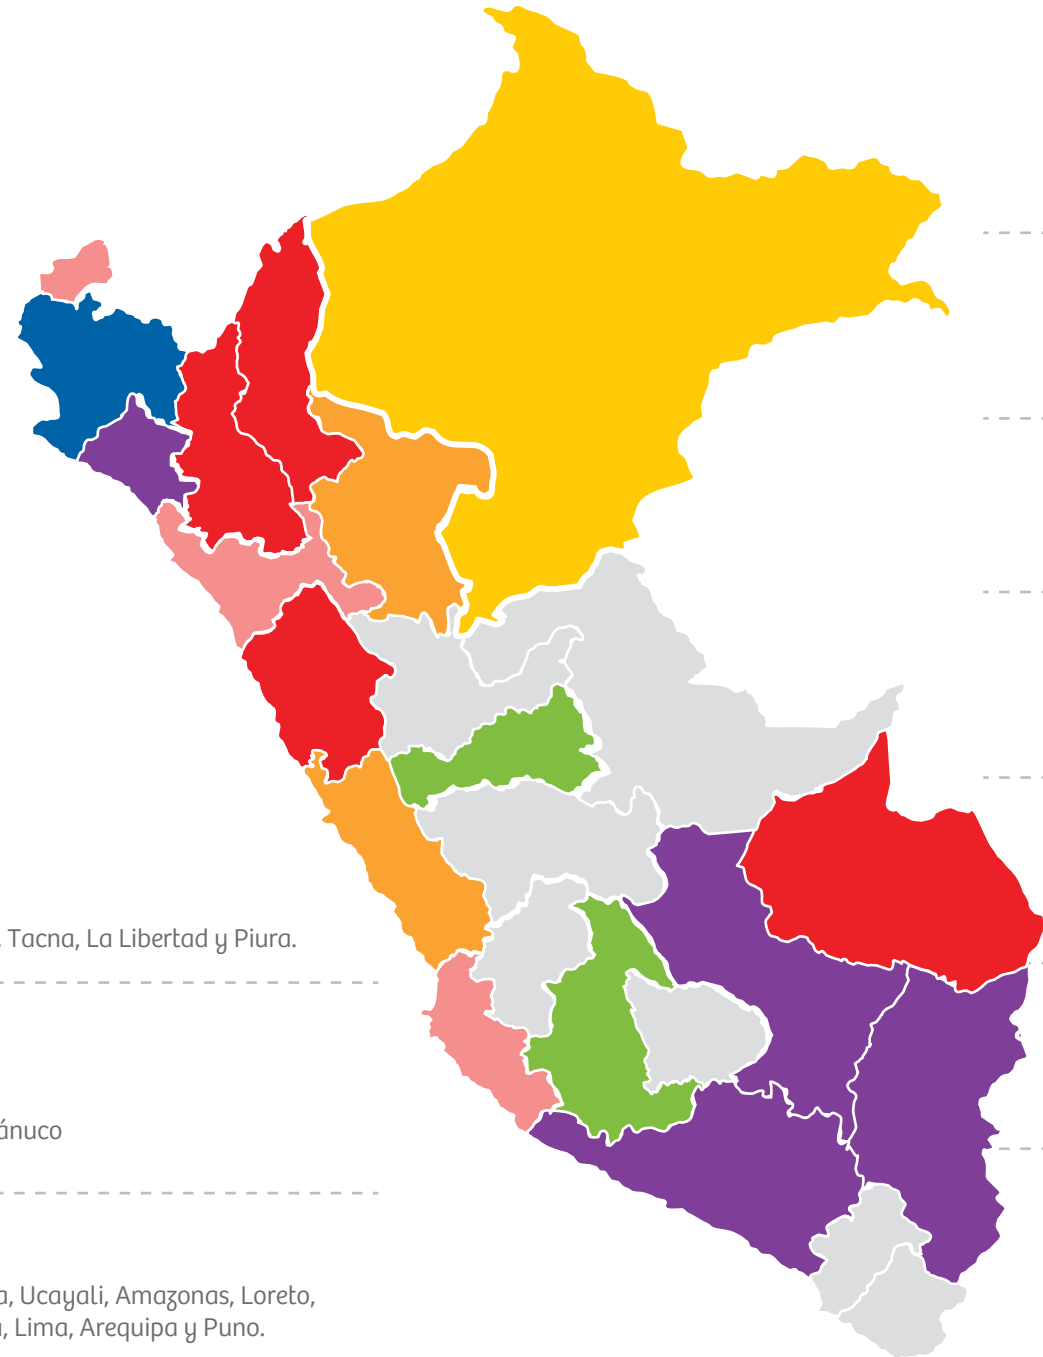 Tacna, La Libertad y Piura.
ánuco
a, Ucayali, Amazonas, Loreto,
Lima, Arequipa y Puno.